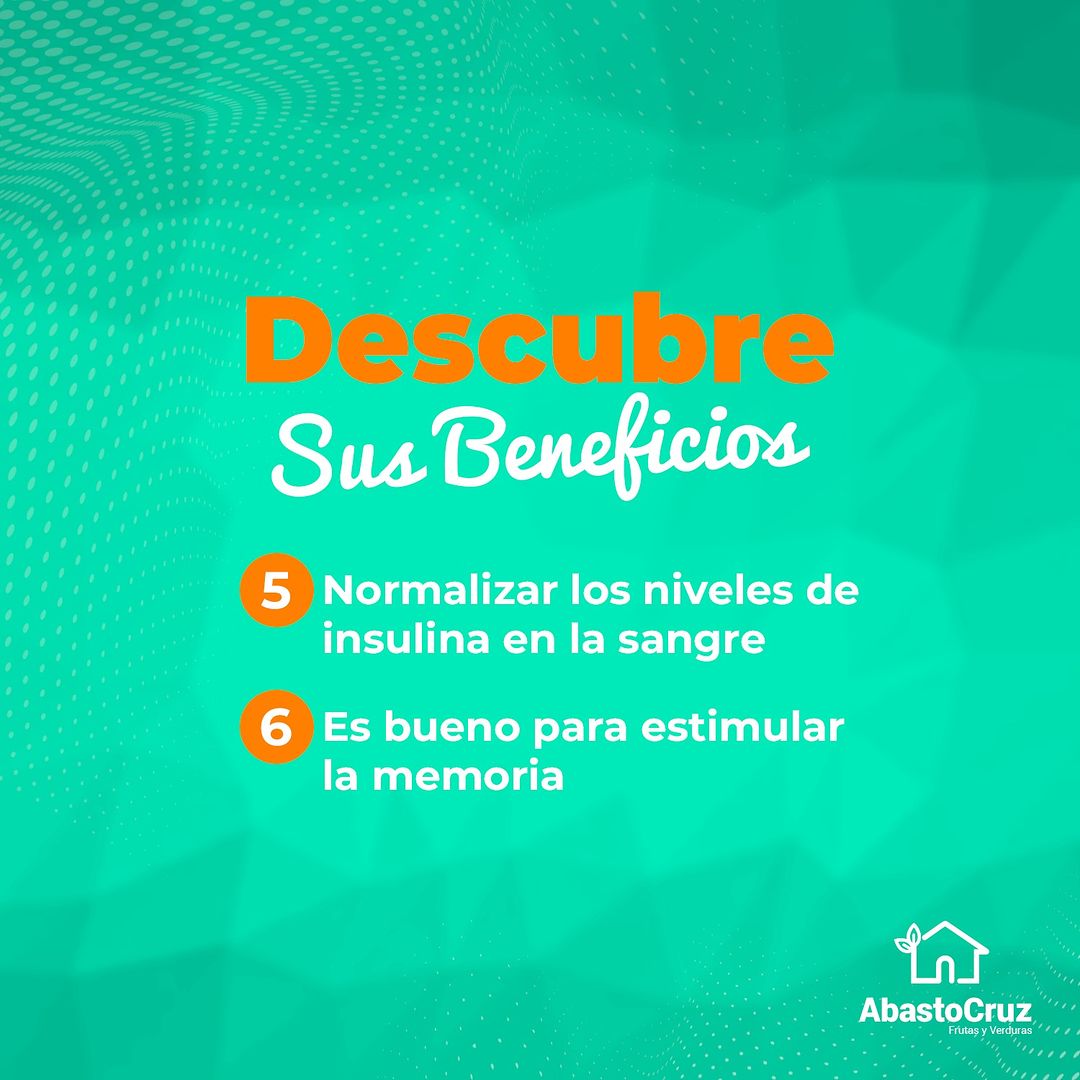 Descubre
Sus Beneficios
5 Normalizar los niveles de
insulina en la sangre
6 Es bueno para estimular
la memoria
AbastoCruz
Frutas y Verduras